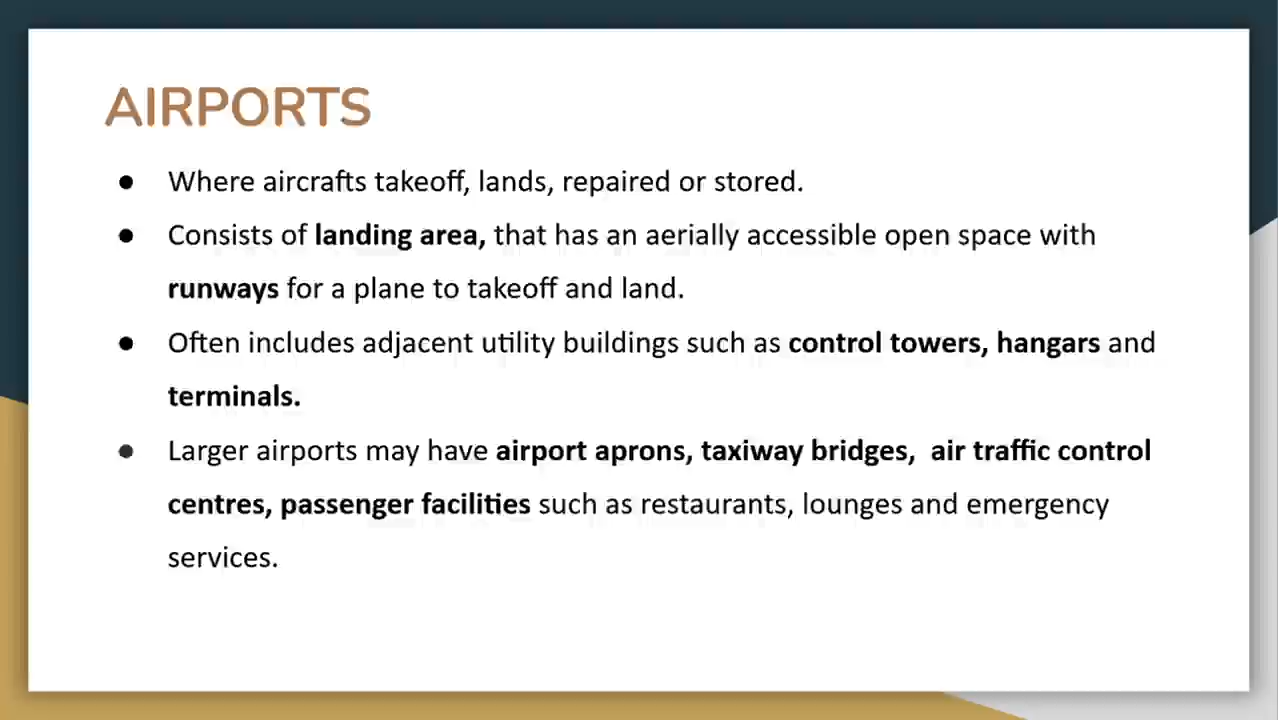 AIRPORTS
● Where aircrafts takeoff, lands, repaired or stored.
● Consists of landing area, that has an aerially accessible open space with
runways for a plane to takeoff and land.
● Often includes adjacent utility buildings such as control towers, hangars and
terminals.
● Larger airports may have airport aprons, taxiway bridges,  air traffic control
centres, passenger facilities such as restaurants, lounges and emergency
services.